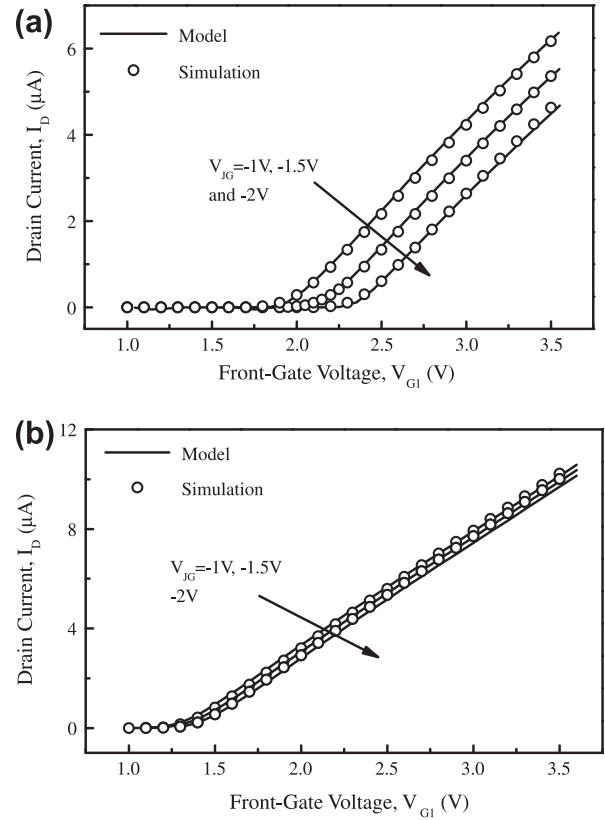 (a)
Model
Simulation
V_JG=-1V, -1.5V
and -2V
Drain Current, I_D (μA)
6
4
2
0
1.0 1.5 2.0 2.5 3.0 3.5
Front-Gate Voltage, V_G1 (V)
(b)
Model
Simulation
V_JG=-1V, -1.5V
-2V
Drain Current, I_D (μA)
12
8
4
0
1.0 1.5 2.0 2.5 3.0 3.5
Front-Gate Voltage, V_G1 (V)